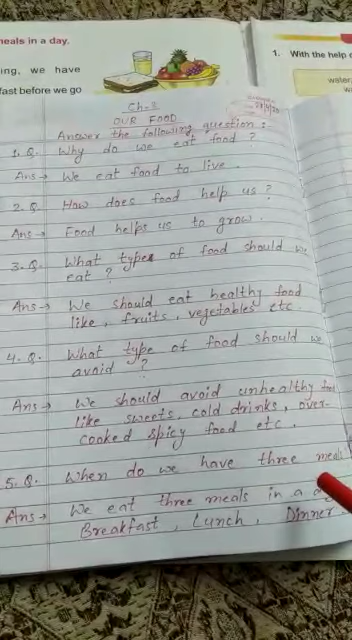 meals in a day.
ing, we have
fast before we go
1. With the help o
water
Ch-8
OUR FOOD
Answer the following question:
1. Q. Why do we eat food ?
Ans → We eat food to live.
2. Q. How does food help us ?
Ans → Food helps us to grow.
3. Q. What types of food should we
eat ?
Ans → We should eat healthy food
like, fruits, vegetables etc.
4. Q. What type of food should we
avoid ?
Ans → We should avoid unhealthy food
like sweets, cold drinks, over-
cooked spicy food etc.
5. Q. When do we have three meals
Ans → We eat three meals in a
Breakfast, Lunch, Dinner.